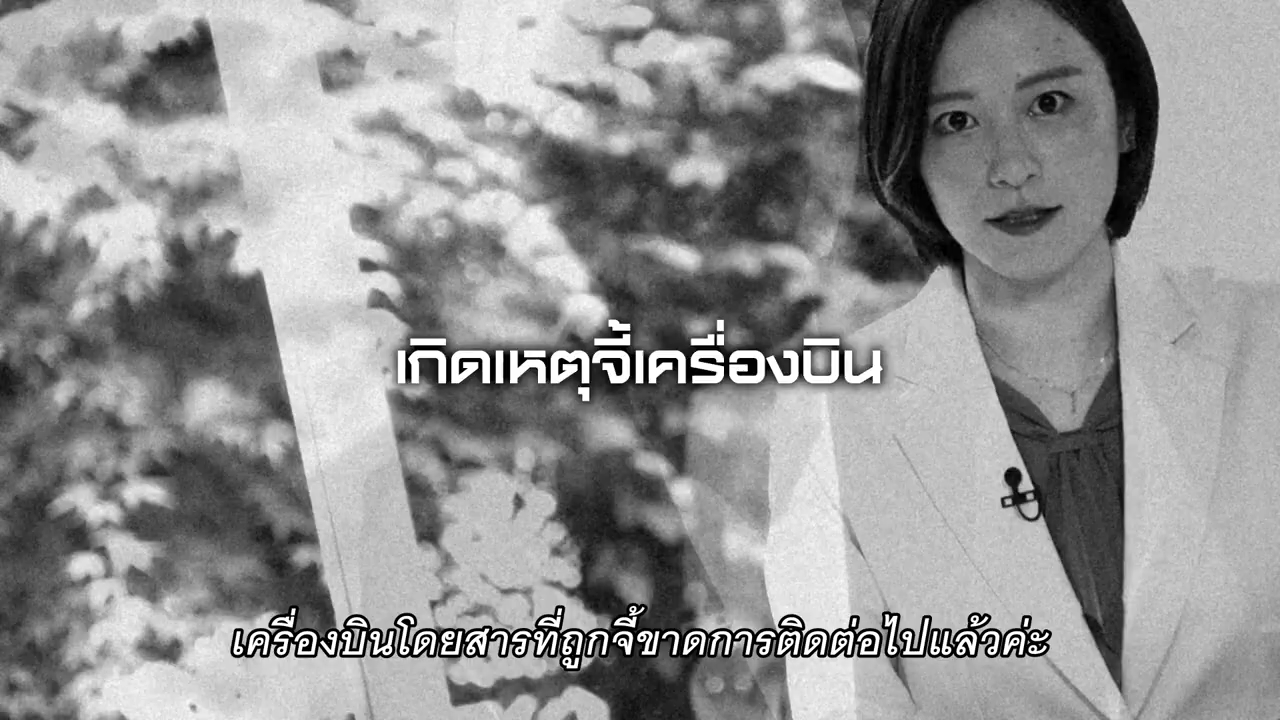 เกิดเหตุจี้เครื่องบิน
เครื่องบินโดยสารที่ถูกจี้ขาดการติดต่อไปแล้วค่ะ